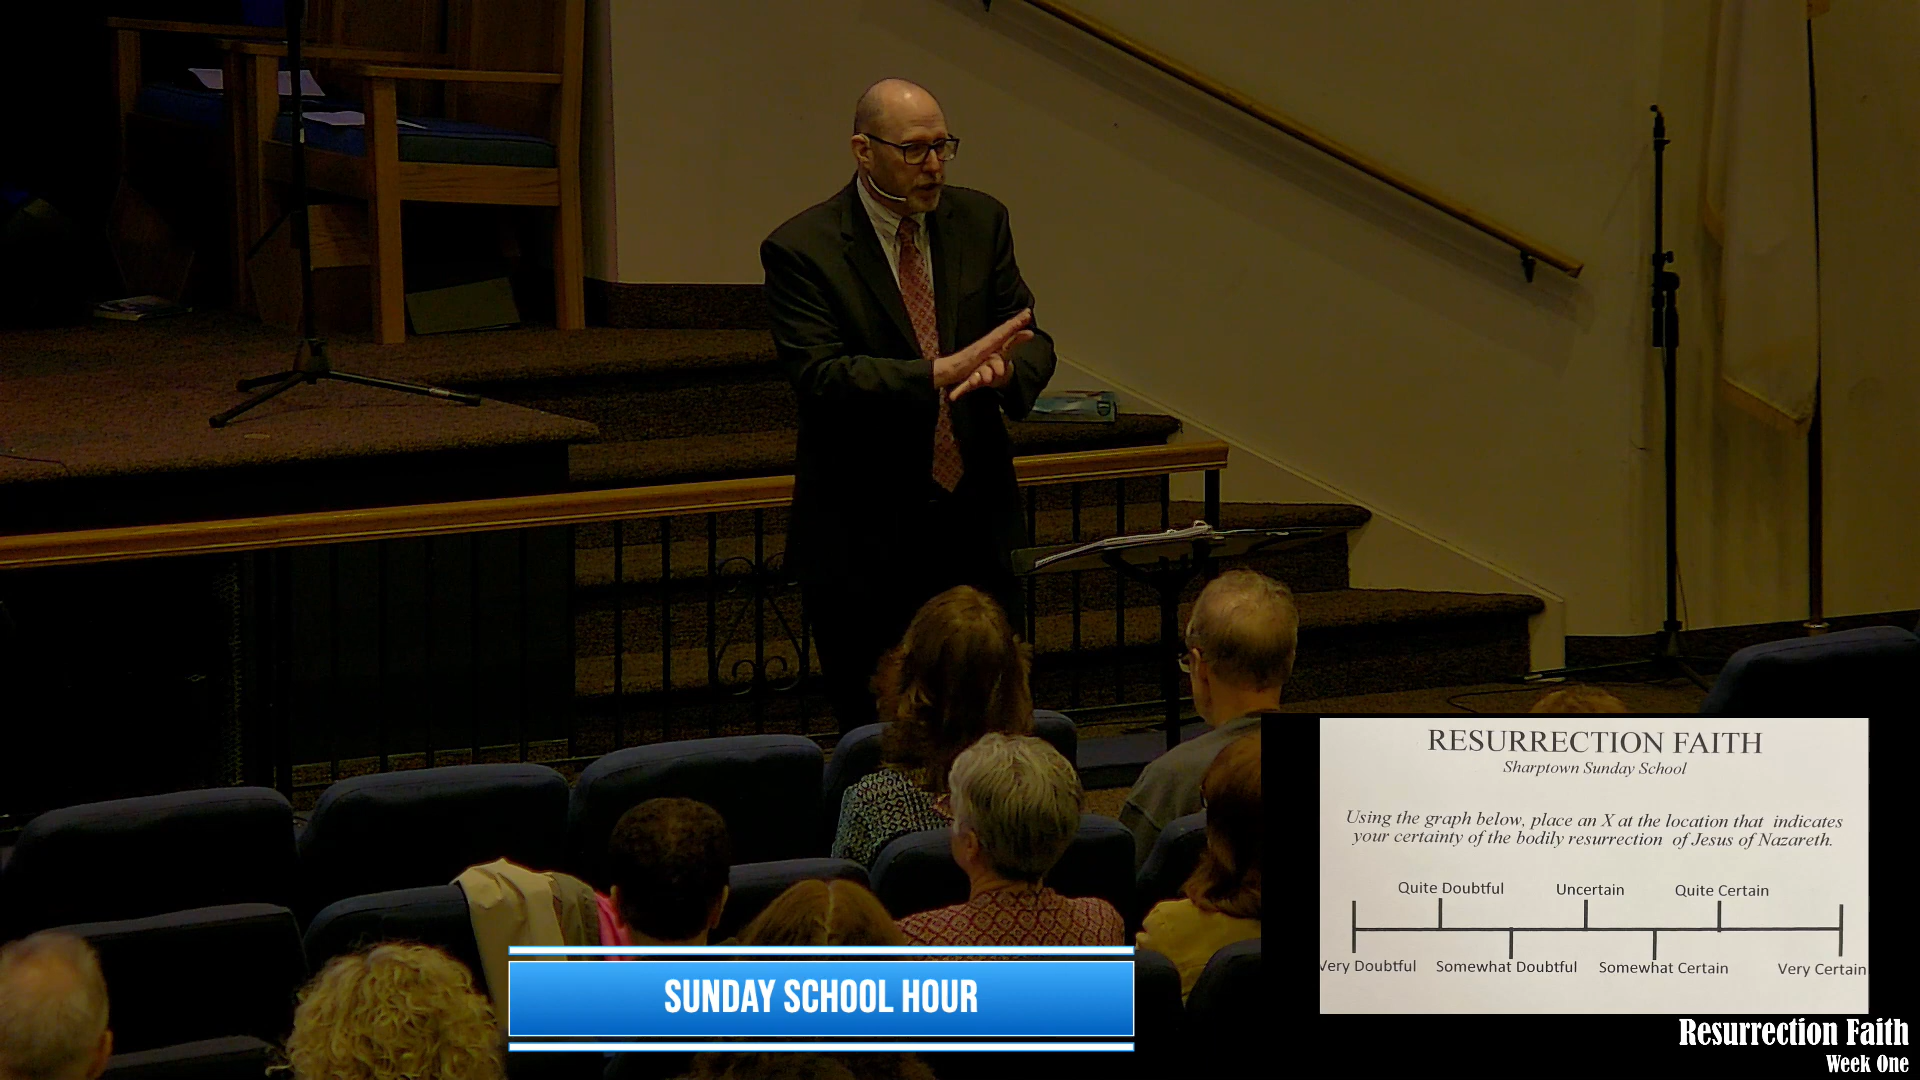 RESURRECTION FAITH
Sharptown Sunday School
Using the graph below, place an X at the location that indicates
your certainty of the bodily resurrection of Jesus of Nazareth.
Quite Doubtful Uncertain Quite Certain
Very Doubtful Somewhat Doubtful Somewhat Certain Very Certain
SUNDAY SCHOOL HOUR
Resurrection Faith
Week One